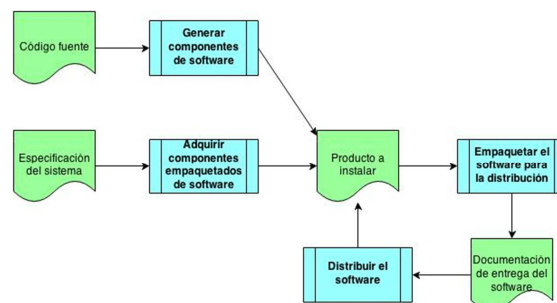 Código fuente
Generar
componentes
de software
Especificación
del sistema
Adquirir
componentes
empaquetados
de software
Producto a
instalar
Empaquetar el
software para
la distribución
Distribuir el
software
Documentación
de entrega del
software